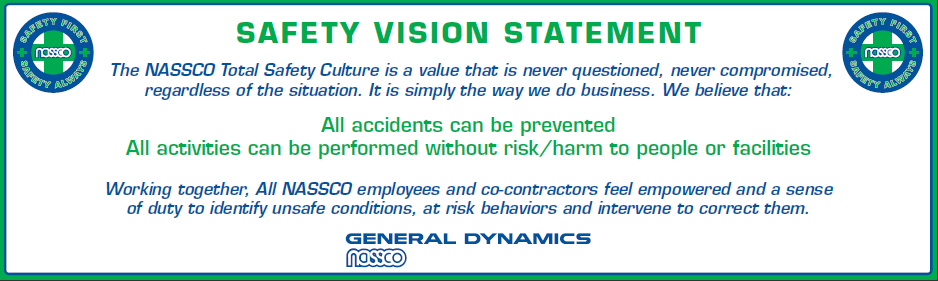 SAFETY VISION STATEMENT
SAFETY FIRST
nassco
SAFETY ALWAYS
SAFETY FIRST
nassco
SAFETY ALWAYS
The NASSCO Total Safety Culture is a value that is never questioned, never compromised,
regardless of the situation. It is simply the way we do business. We believe that:
All accidents can be prevented
All activities can be performed without risk/harm to people or facilities
Working together, All NASSCO employees and co-contractors feel empowered and a sense
of duty to identify unsafe conditions, at risk behaviors and intervene to correct them.
GENERAL DYNAMICS
nassco